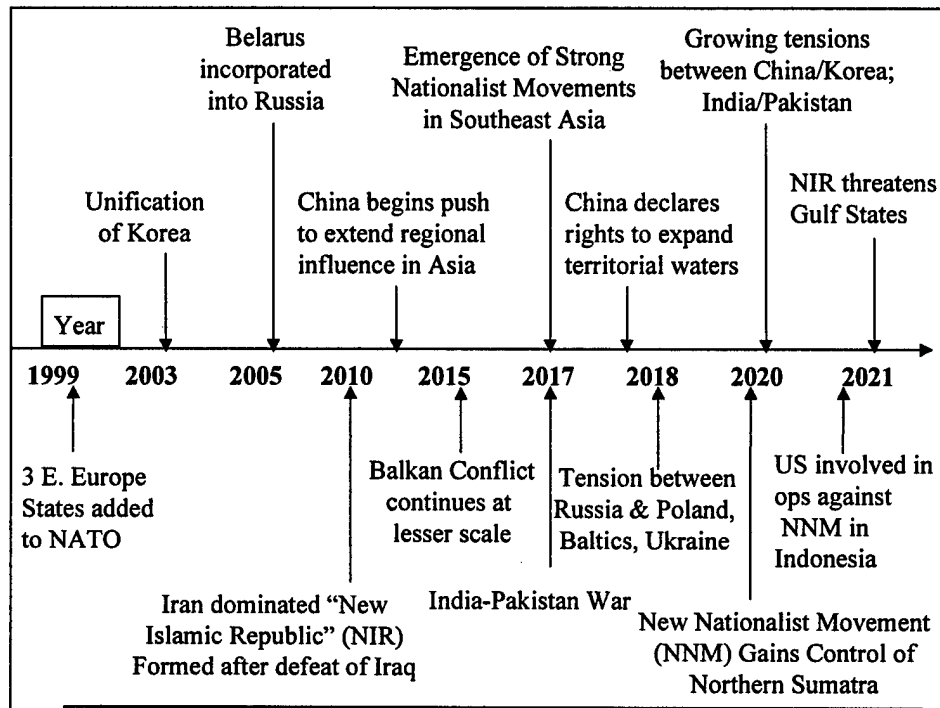 Belarus
incorporated
into Russia
Emergence of Strong
Nationalist Movements
in Southeast Asia
Growing tensions
between China/Korea;
India/Pakistan
Unification
of Korea
China begins push
to extend regional
influence in Asia
China declares
rights to expand
territorial waters
NIR threatens
Gulf States
Year
1999 2003 2005 2010 2015 2017 2018 2020 2021
3 E. Europe
States added
to NATO
Iran dominated “New
Islamic Republic” (NIR)
Formed after defeat of Iraq
Balkan Conflict
continues at
lesser scale
India-Pakistan War
Tension between
Russia & Poland,
Baltics, Ukraine
New Nationalist Movement
(NNM) Gains Control of
Northern Sumatra
US involved in
ops against
NNM in
Indonesia